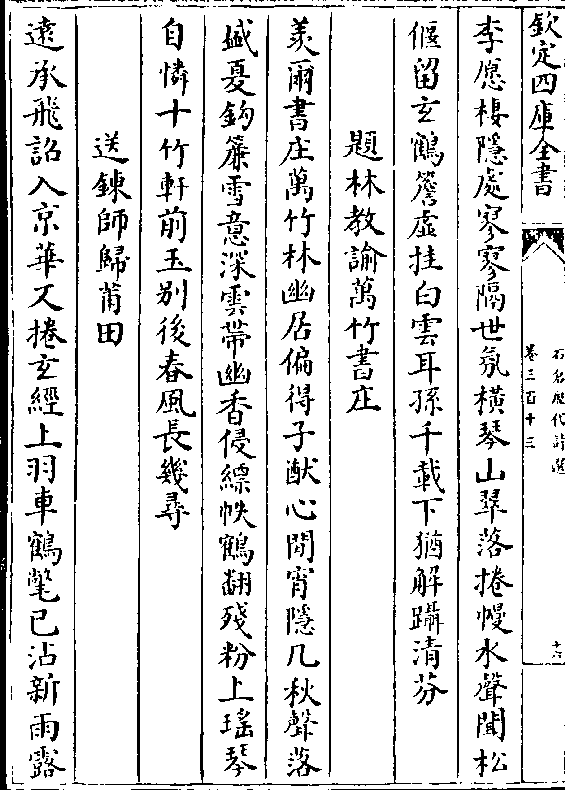 欽定四庫全書
石倉歷代詩選
卷三百十三
李愿棲隱處寥寥隔世氛橫琴山翠落捲幔水聲聞松
偃留玄鶴簷虛挂白雲耳孫千載下猶解躡清芬
題林教諭萬竹書庄
羨爾書庄萬竹林幽居偏得子猷心閒宵隱几秋聲落
盛夏鈎簾雪意深雲帶幽香侵縹帙鶴翻殘粉上瑤琴
自憐十竹軒前玉别後春風長幾尋
送鍊師歸莆田
遠承飛詔入京華又捲玄經上羽車鶴氅已沾新雨露